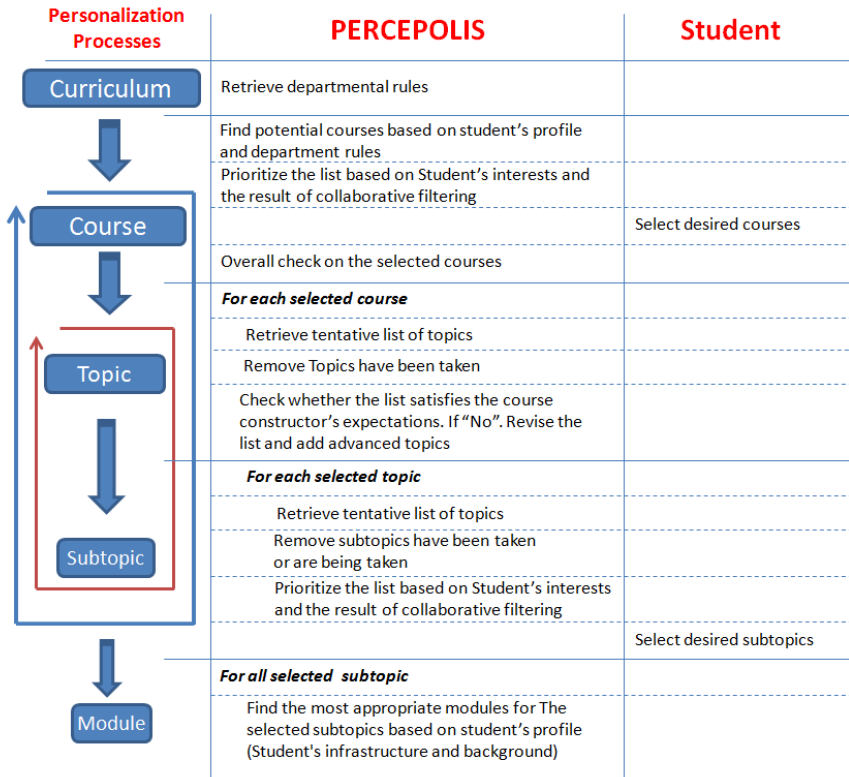 Personalization
Processes
PERCEPOLIS
Student
Curriculum
Retrieve departmental rules
Find potential courses based on student's profile
and department rules
Prioritize the list based on Student's interests and
the result of collaborative filtering
Course
Select desired courses
Overall check on the selected courses
For each selected course
Retrieve tentative list of topics
Topic
Remove Topics have been taken
Check whether the list satisfies the course
constructor's expectations. If “No”. Revise the
list and add advanced topics
For each selected topic
Retrieve tentative list of topics
Subtopic
Remove subtopics have been taken
or are being taken
Prioritize the list based on Student's interests
and the result of collaborative filtering
Select desired subtopics
For all selected subtopic
Module
Find the most appropriate modules for The
selected subtopics based on student's profile
(Student's infrastructure and background)